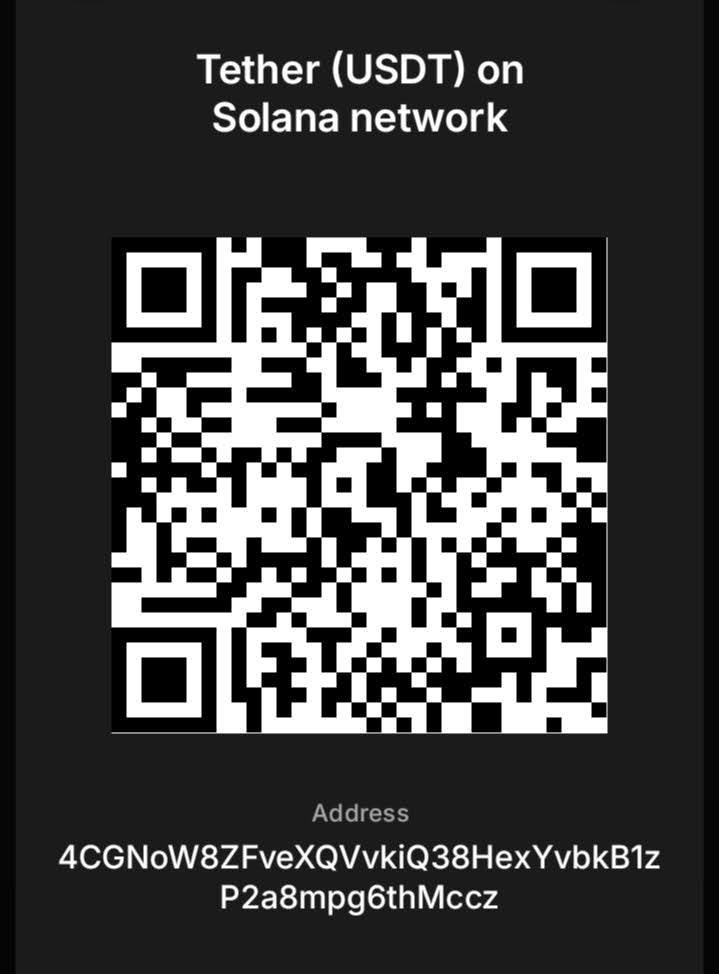 Tether (USDT) on
Solana network
Address
4CGNoW8ZFveXQVvkiQ38HexYvbkB1z
P2a8mpg6thMccz